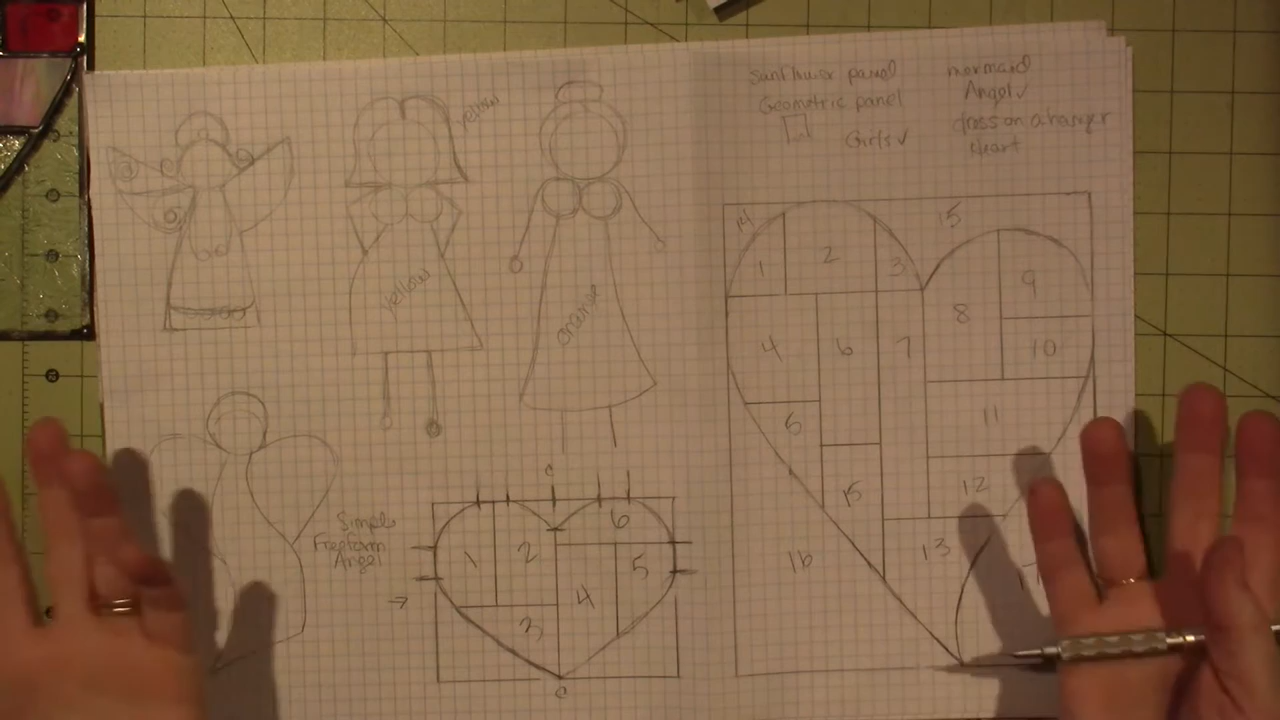 Sunflower panel
Geometric panel
Girls ✓
mermaid
Angel ✓
dress on a hanger
Heart
yellow
yellow
orange
Simple
Freeform
Angel
→
C
1
2
3
4
5
6
C
14
15
1
2
3
4
6
7
8
9
10
11
5
15
12
13
16
17